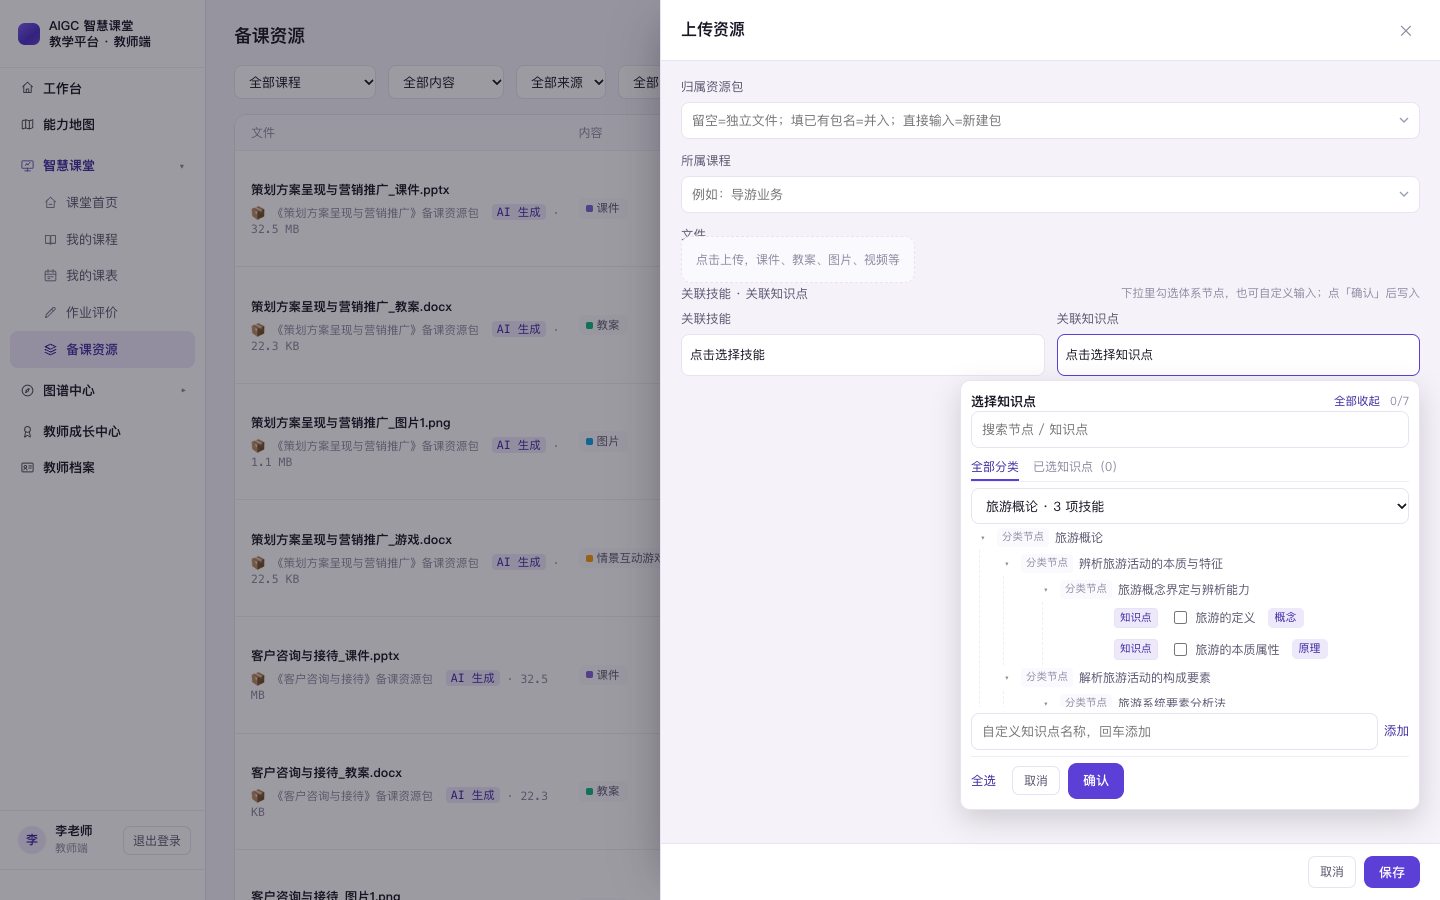 AIGC 智慧课堂
教学平台 · 教师端
工作台
能力地图
智慧课堂
课堂首页
我的课程
我的课表
作业评价
备课资源
图谱中心
教师成长中心
教师档案
李
李老师
教师端
退出登录
备课资源
全部课程
全部内容
全部来源
全部
文件
内容
策划方案呈现与营销推广_课件.pptx
《策划方案呈现与营销推广》备课资源包 AI 生成 ·
32.5 MB
课件
策划方案呈现与营销推广_教案.docx
《策划方案呈现与营销推广》备课资源包 AI 生成 ·
22.3 KB
教案
策划方案呈现与营销推广_图片1.png
《策划方案呈现与营销推广》备课资源包 AI 生成 ·
1.1 MB
图片
策划方案呈现与营销推广_游戏.docx
《策划方案呈现与营销推广》备课资源包 AI 生成 ·
22.5 KB
情景互动游戏
客户咨询与接待_课件.pptx
《客户咨询与接待》备课资源包 AI 生成 · 32.5
MB
课件
客户咨询与接待_教案.docx
《客户咨询与接待》备课资源包 AI 生成 · 22.3
KB
教案
客户咨询与接待_图片1.png
上传资源
归属资源包
留空=独立文件；填已有包名=并入；直接输入=新建包
所属课程
例如：导游业务
文件
点击上传，课件、教案、图片、视频等
关联技能 · 关联知识点
下拉里勾选体系节点，也可自定义输入；点「确认」后写入
关联技能
关联知识点
点击选择技能
点击选择知识点
选择知识点
全部收起 0/7
搜索节点 / 知识点
全部分类 已选知识点 (0)
旅游概论 · 3 项技能
分类节点 旅游概论
分类节点 辨析旅游活动的本质与特征
分类节点 旅游概念界定与辨析能力
知识点 旅游的定义 概念
知识点 旅游的本质属性 原理
分类节点 解析旅游活动的构成要素
分类节点 旅游系统要素分析法
自定义知识点名称，回车添加
添加
全选 取消 确认
取消 保存